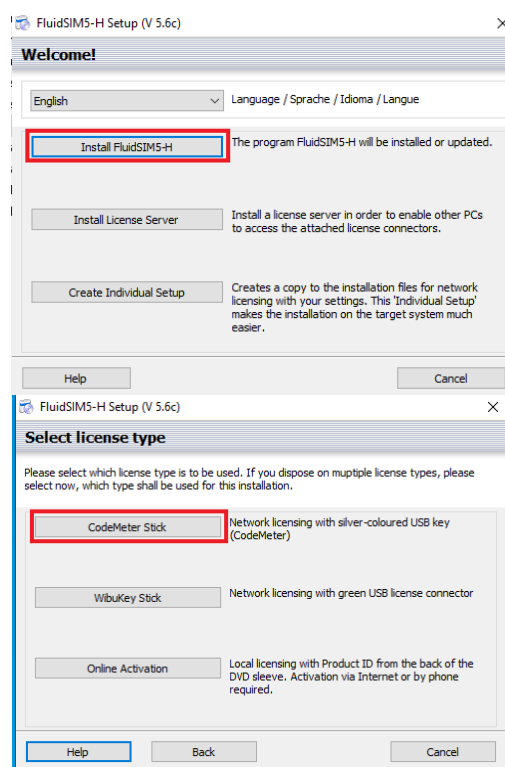 FluidSIM5-H Setup (V 5.6c)
Welcome!
English
Language / Sprache / Idioma / Langue
Install FluidSIM5-H
The program FluidSIM5-H will be installed or updated.
Install License Server
Install a license server in order to enable other PCs
to access the attached license connectors.
Create Individual Setup
Creates a copy to the installation files for network
licensing with your settings. This 'Individual Setup'
makes the installation on the target system much
easier.
Help
Cancel
FluidSIM5-H Setup (V 5.6c)
Select license type
Please select which license type is to be used. If you dispose on muptiple license types, please
select now, which type shall be used for this installation.
CodeMeter Stick
Network licensing with silver-coloured USB key
(CodeMeter)
WibuKey Stick
Network licensing with green USB license connector
Online Activation
Local licensing with Product ID from the back of the
DVD sleeve. Activation via Internet or by phone
required.
Help
Back
Cancel